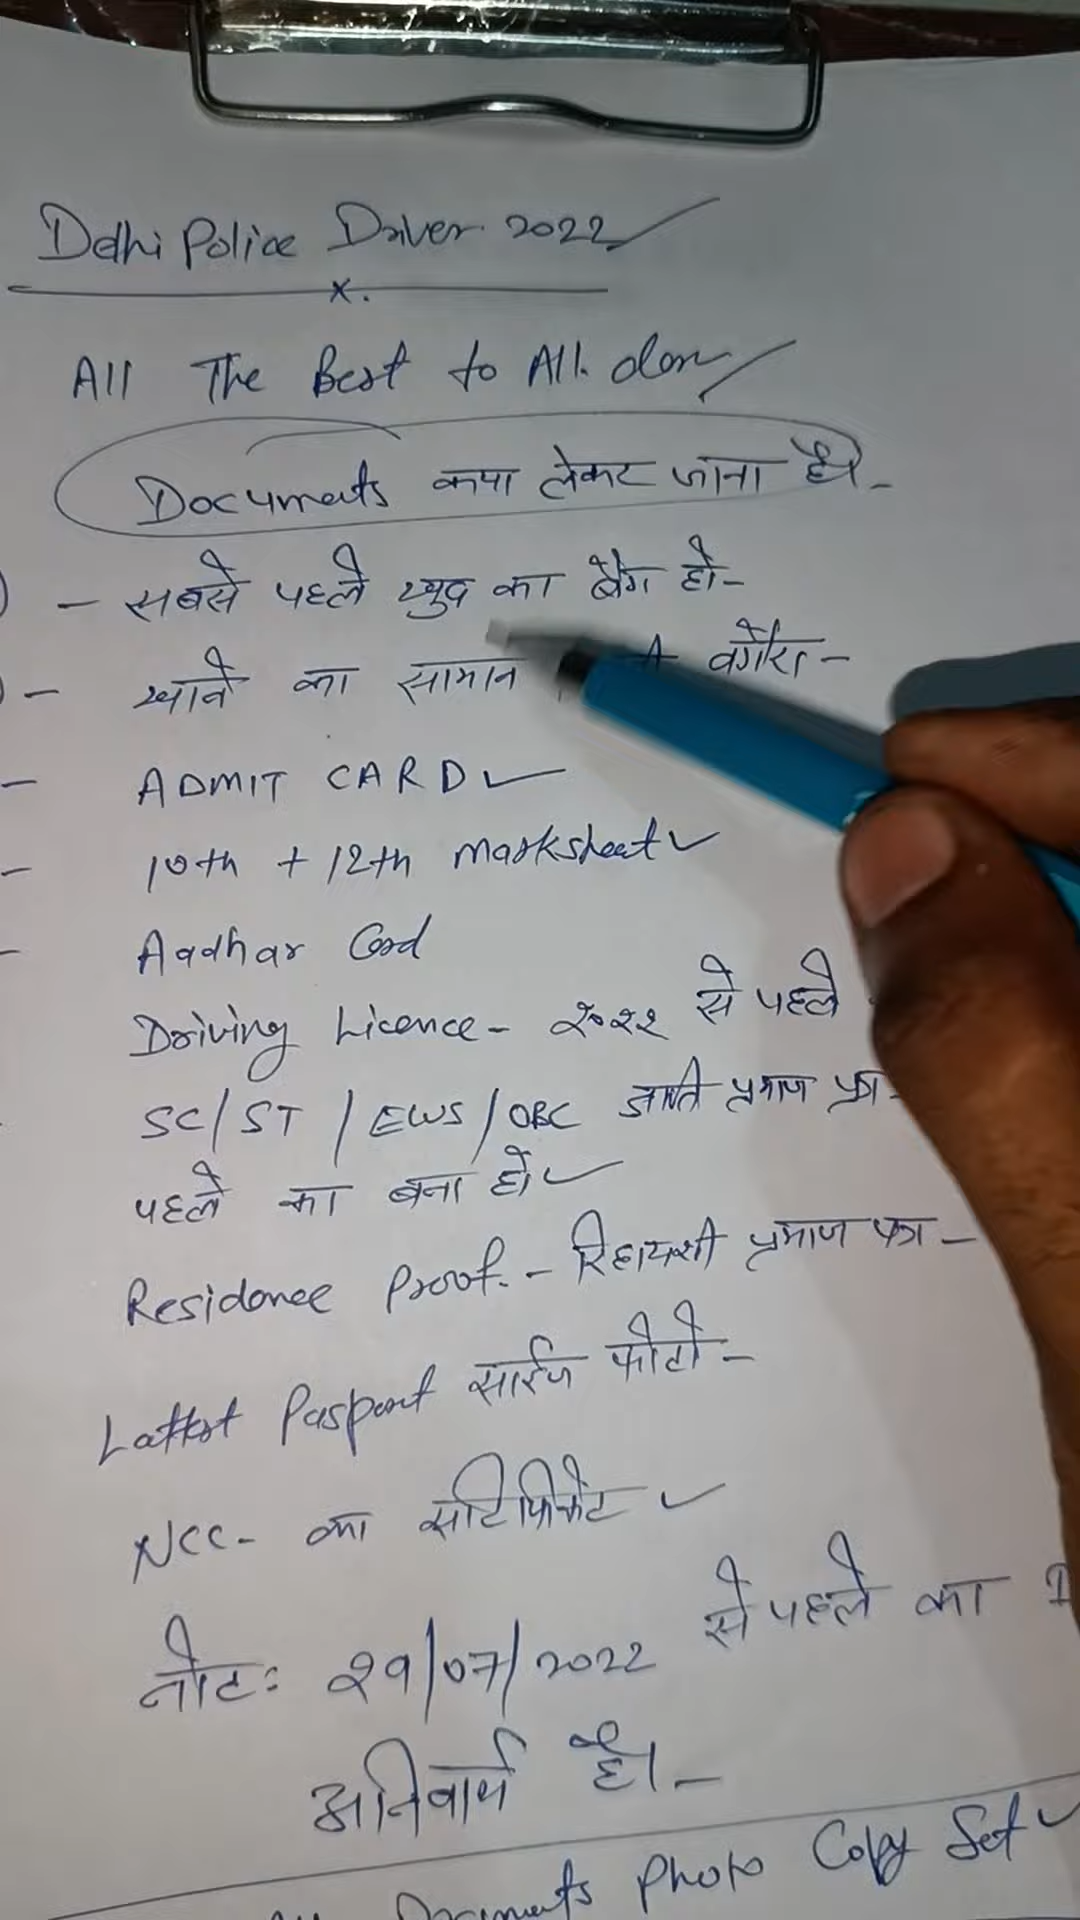 Delhi Police Driver 2022
All The Best to All
Documents क्या लेकर जाना है।
- सबसे पहले खुद का बैग हो-
- खाने का सामान वगैरा-
- ADMIT CARD
- 10th + 12th marksheet
- Aadhar Card
Driving Licence - २०२२ से पहले
SC/ST/EWS/OBC जाति प्रमाण पत्र
पहले का बना हो
Residence Proof. - रिहायशी प्रमाण पत्र -
Lattest Pasport साईज फोटो -
NCC - का सर्टिफिकेट
नोट: 29/07/2022 से पहले का
अनिवार्य है। -
Documents Photo Copy Set